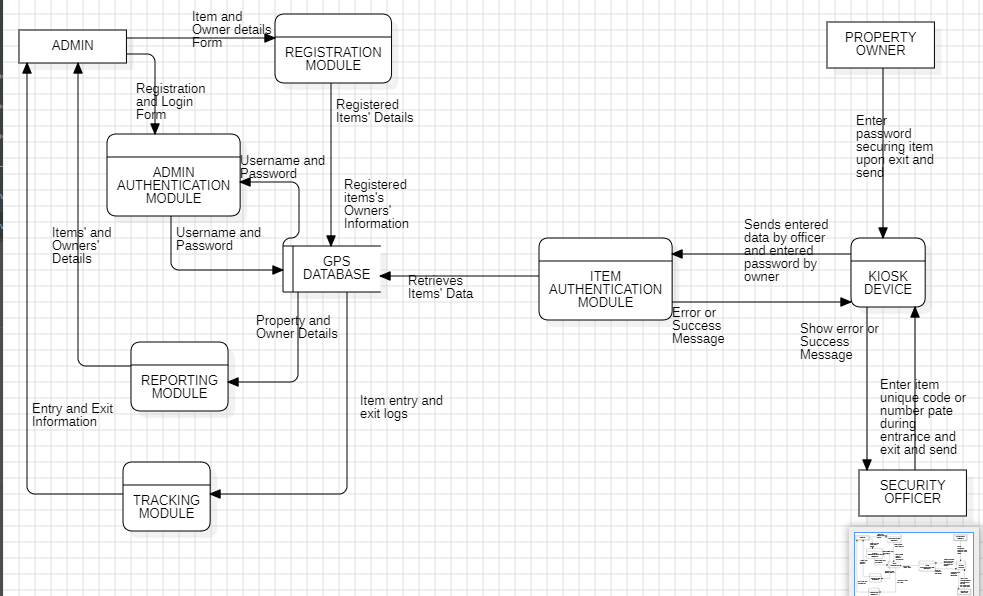 ADMIN
Item and
Owner details
Form
REGISTRATION
MODULE
PROPERTY
OWNER
Registration
and Login
Form
Registered
Items' Details
Enter
password
securing item
upon exit and
send
ADMIN
AUTHENTICATION
MODULE
Username and
Password
Registered
items's
Owners'
Information
Items' and
Owners'
Details
Username and
Password
GPS
DATABASE
Retrieves
Items' Data
ITEM
AUTHENTICATION
MODULE
Sends entered
data by officer
and entered
password by
owner
KIOSK
DEVICE
Error or
Success
Message
Show error or
Success
Message
Property and
Owner Details
REPORTING
MODULE
Entry and Exit
Information
Item entry and
exit logs
Enter item
unique code or
number pate
during
entrance and
exit and send
TRACKING
MODULE
SECURITY
OFFICER